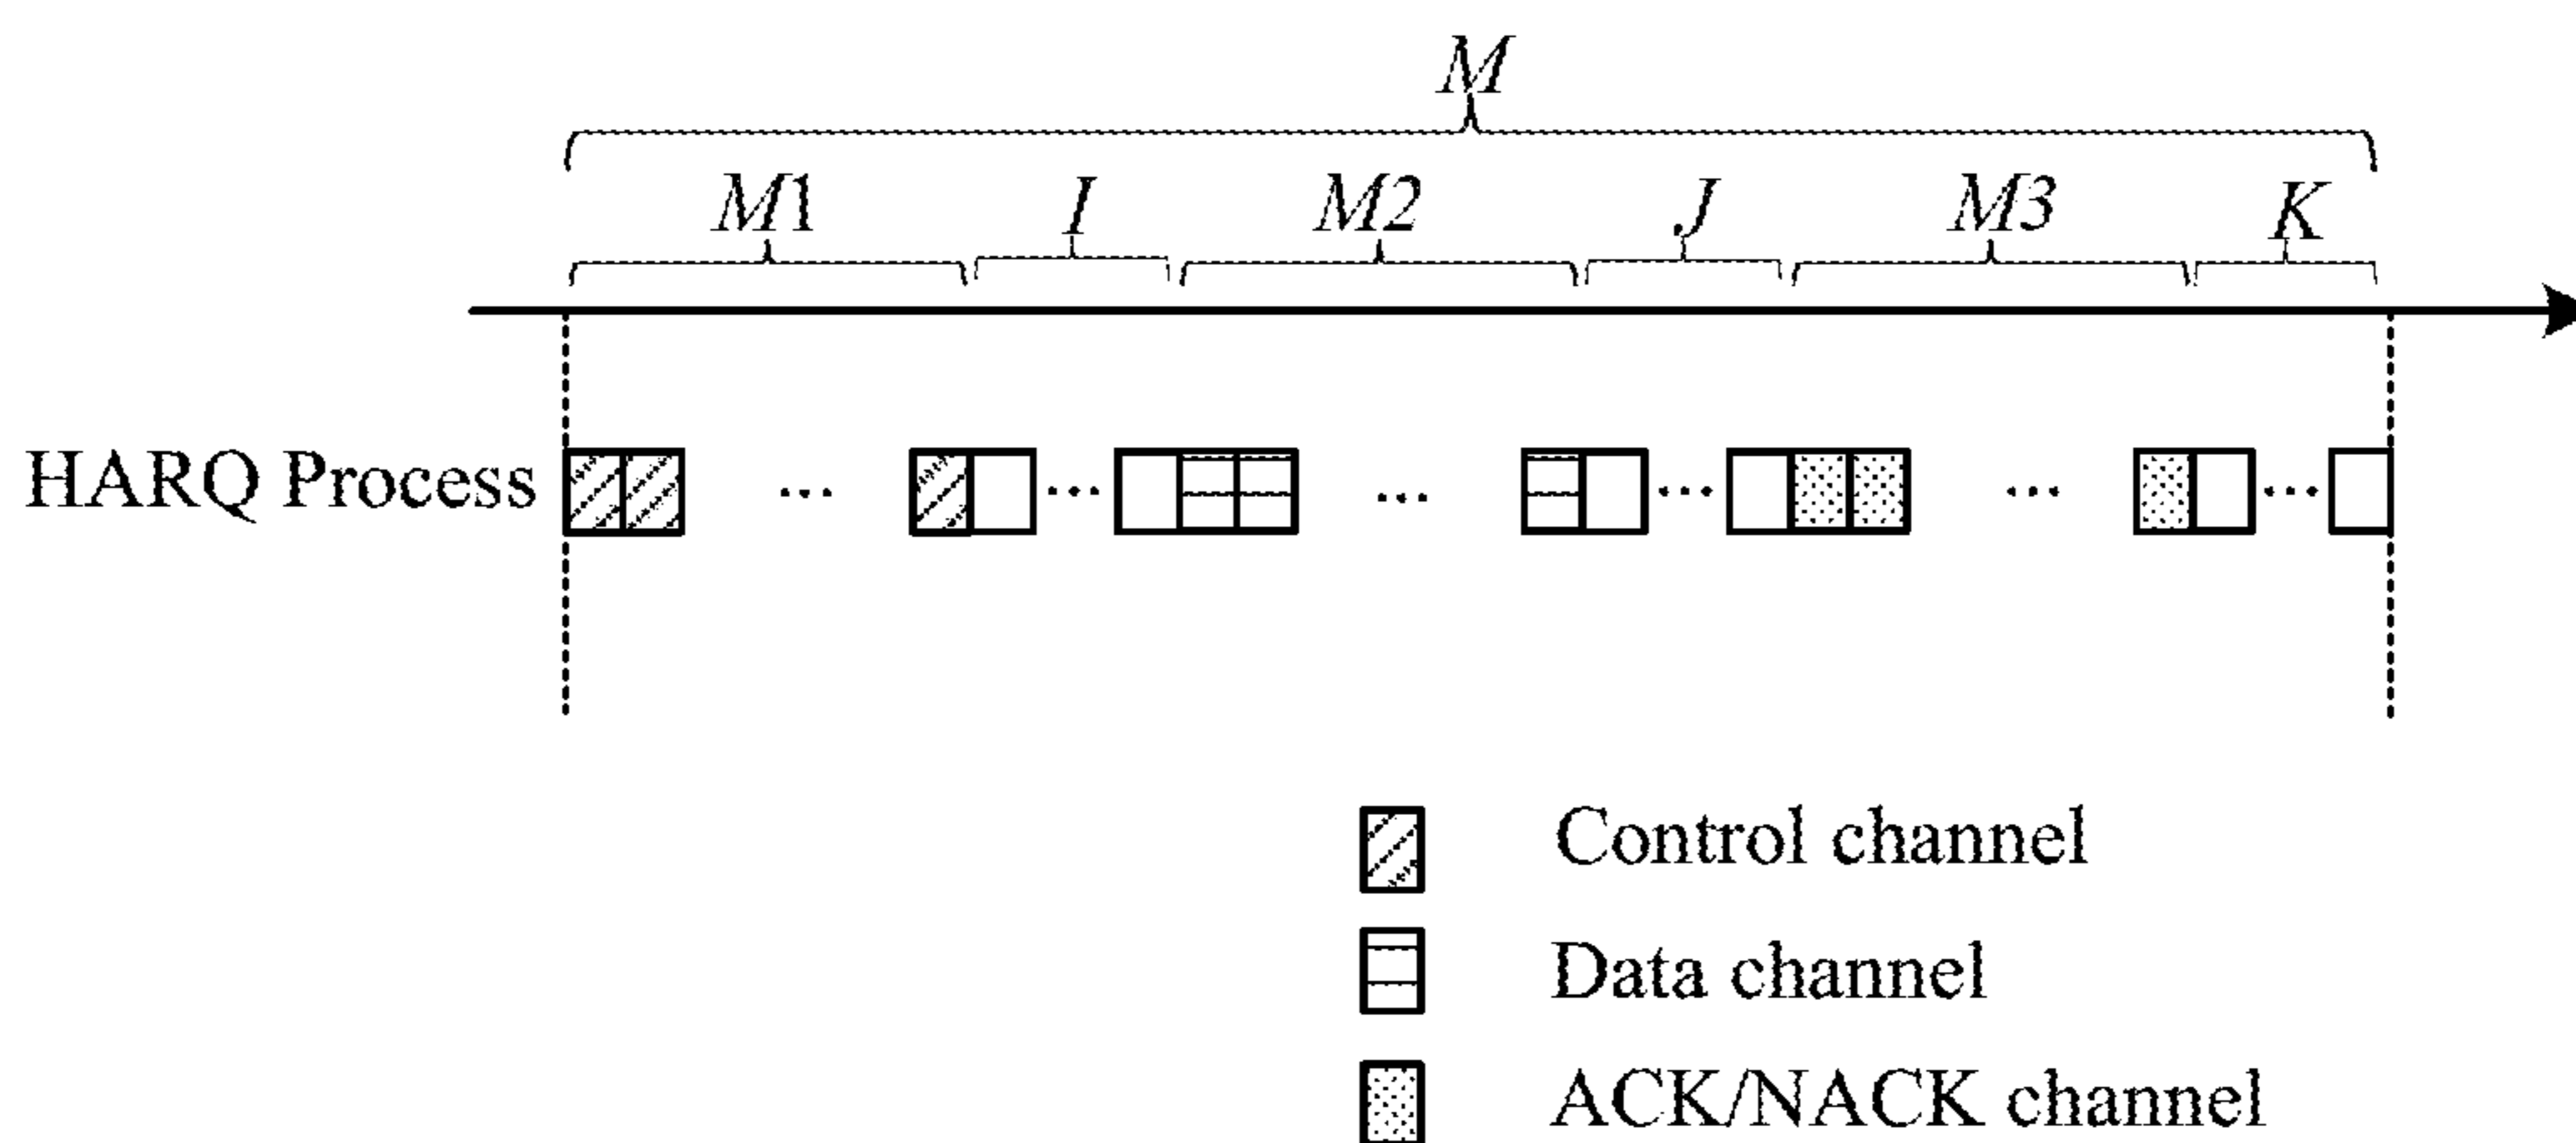 M
M1 I M2 J M3 K
HARQ Process ... ... ... ... ... ...
Control channel
Data channel
ACK/NACK channel